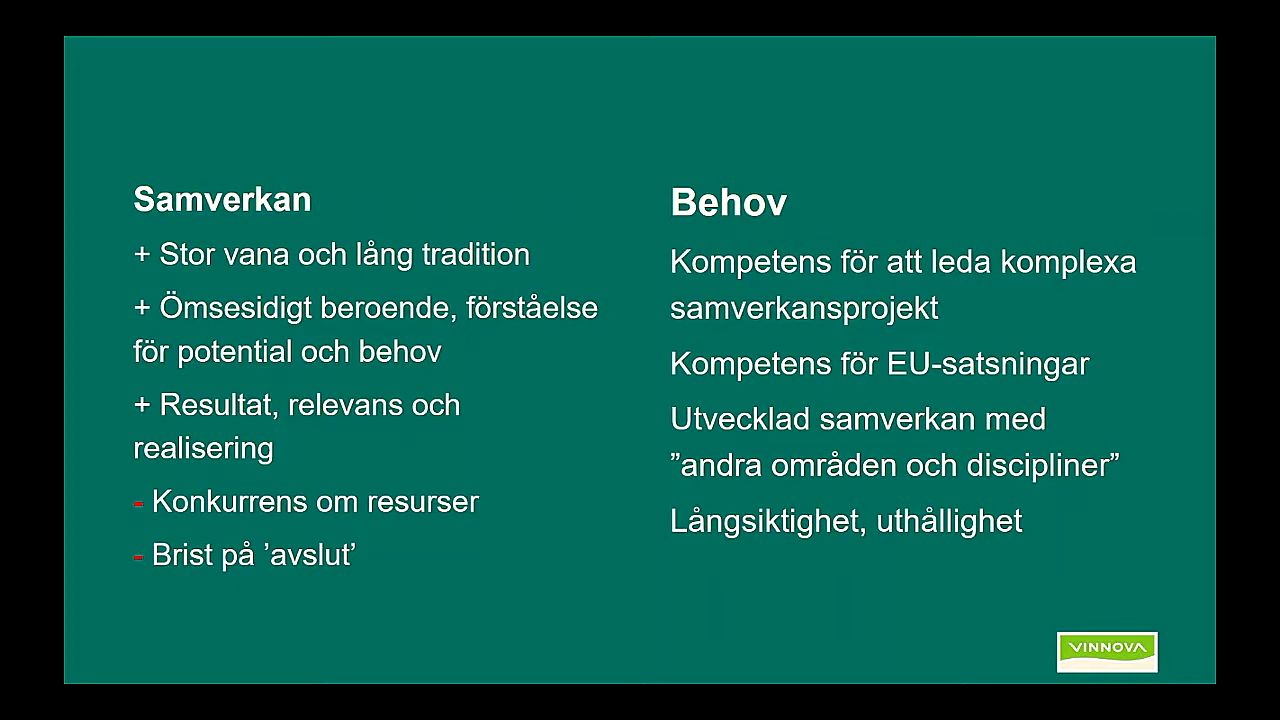 Samverkan
+ Stor vana och lång tradition
+ Ömsesidigt beroende, förståelse
för potential och behov
+ Resultat, relevans och
realisering
- Konkurrens om resurser
- Brist på ’avslut’
Behov
Kompetens för att leda komplexa
samverkansprojekt
Kompetens för EU-satsningar
Utvecklad samverkan med
”andra områden och discipliner”
Långsiktighet, uthållighet
VINNOVA